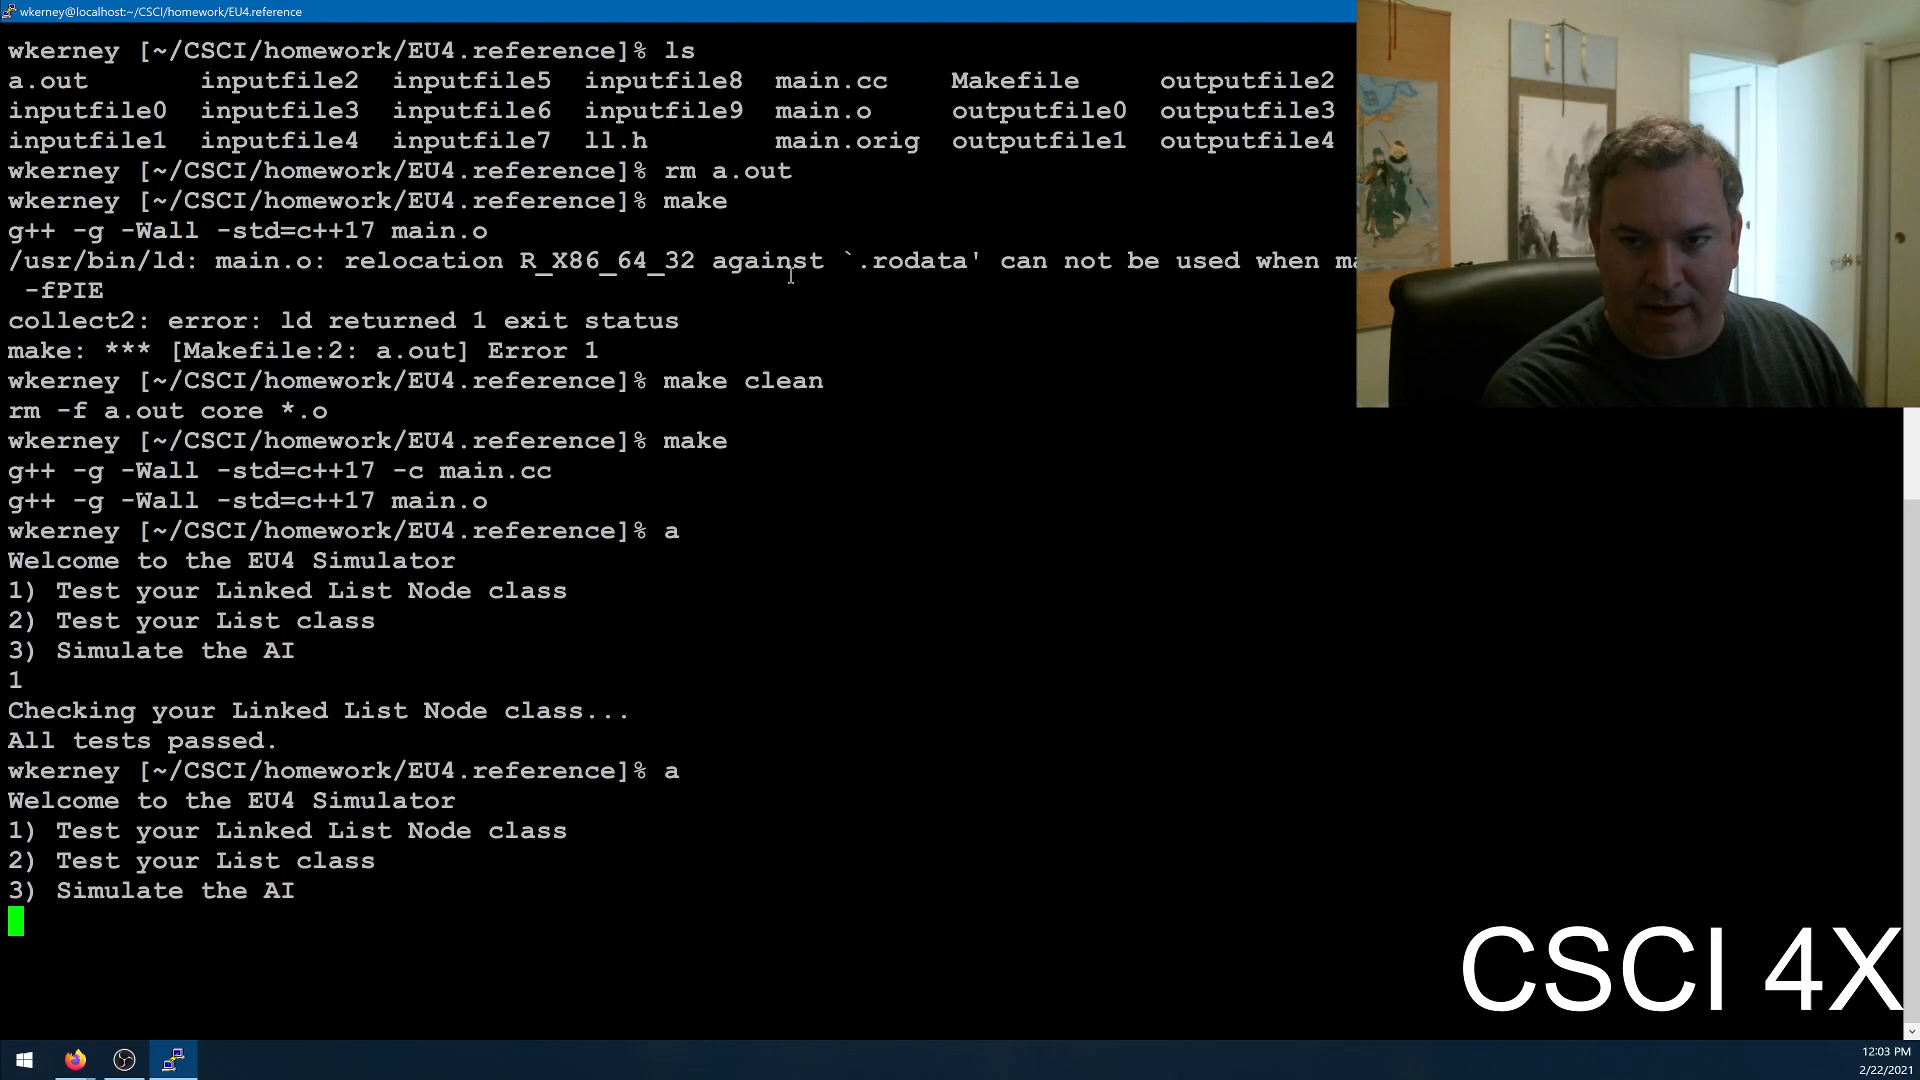 wkerney@localhost:~/CSCI/homework/EU4.reference
wkerney [~/CSCI/homework/EU4.reference]% ls
a.out inputfile2 inputfile5 inputfile8 main.cc Makefile outputfile2
inputfile0 inputfile3 inputfile6 inputfile9 main.o outputfile0 outputfile3
inputfile1 inputfile4 inputfile7 ll.h main.orig outputfile1 outputfile4
wkerney [~/CSCI/homework/EU4.reference]% rm a.out
wkerney [~/CSCI/homework/EU4.reference]% make
g++ -g -Wall -std=c++17 main.o
/usr/bin/ld: main.o: relocation R_X86_64_32 against `.rodata' can not be used when
-fPIE
collect2: error: ld returned 1 exit status
make: *** [Makefile:2: a.out] Error 1
wkerney [~/CSCI/homework/EU4.reference]% make clean
rm -f a.out core *.o
wkerney [~/CSCI/homework/EU4.reference]% make
g++ -g -Wall -std=c++17 -c main.cc
g++ -g -Wall -std=c++17 main.o
wkerney [~/CSCI/homework/EU4.reference]% a
Welcome to the EU4 Simulator
1) Test your Linked List Node class
2) Test your List class
3) Simulate the AI
1
Checking your Linked List Node class...
All tests passed.
wkerney [~/CSCI/homework/EU4.reference]% a
Welcome to the EU4 Simulator
1) Test your Linked List Node class
2) Test your List class
3) Simulate the AI
CSCI 4X
12:03 PM
2/22/2021